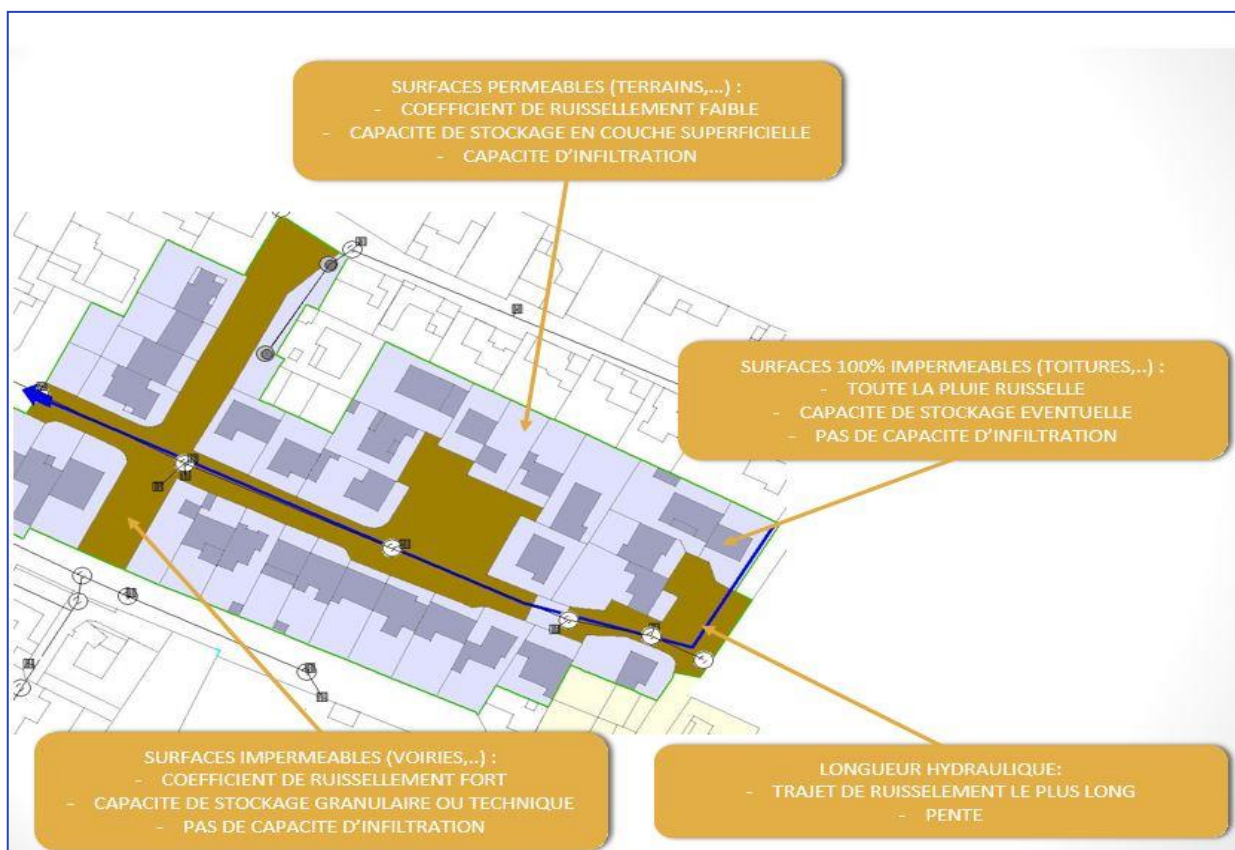 SURFACES PERMEABLES (TERRAINS,...) :
- COEFFICIENT DE RUISSELLEMENT FAIBLE
- CAPACITE DE STOCKAGE EN COUCHE SUPERFICIELLE
- CAPACITE D'INFILTRATION
SURFACES 100% IMPERMEABLES (TOITURES,..) :
- TOUTE LA PLUIE RUISSELLE
- CAPACITE DE STOCKAGE EVENTUELLE
- PAS DE CAPACITE D'INFILTRATION
SURFACES IMPERMEABLES (VOIRIES,..) :
- COEFFICIENT DE RUISSELLEMENT FORT
- CAPACITE DE STOCKAGE GRANULAIRE OU TECHNIQUE
- PAS DE CAPACITE D'INFILTRATION
LONGUEUR HYDRAULIQUE:
- TRAJET DE RUISSELEMENT LE PLUS LONG
- PENTE